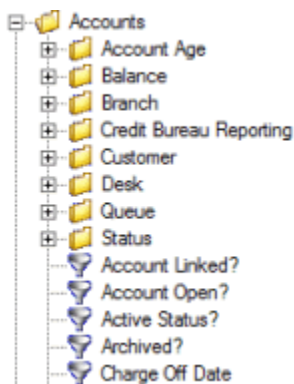 Accounts
Account Age
Balance
Branch
Credit Bureau Reporting
Customer
Desk
Queue
Status
Account Linked?
Account Open?
Active Status?
Archived?
Charge Off Date